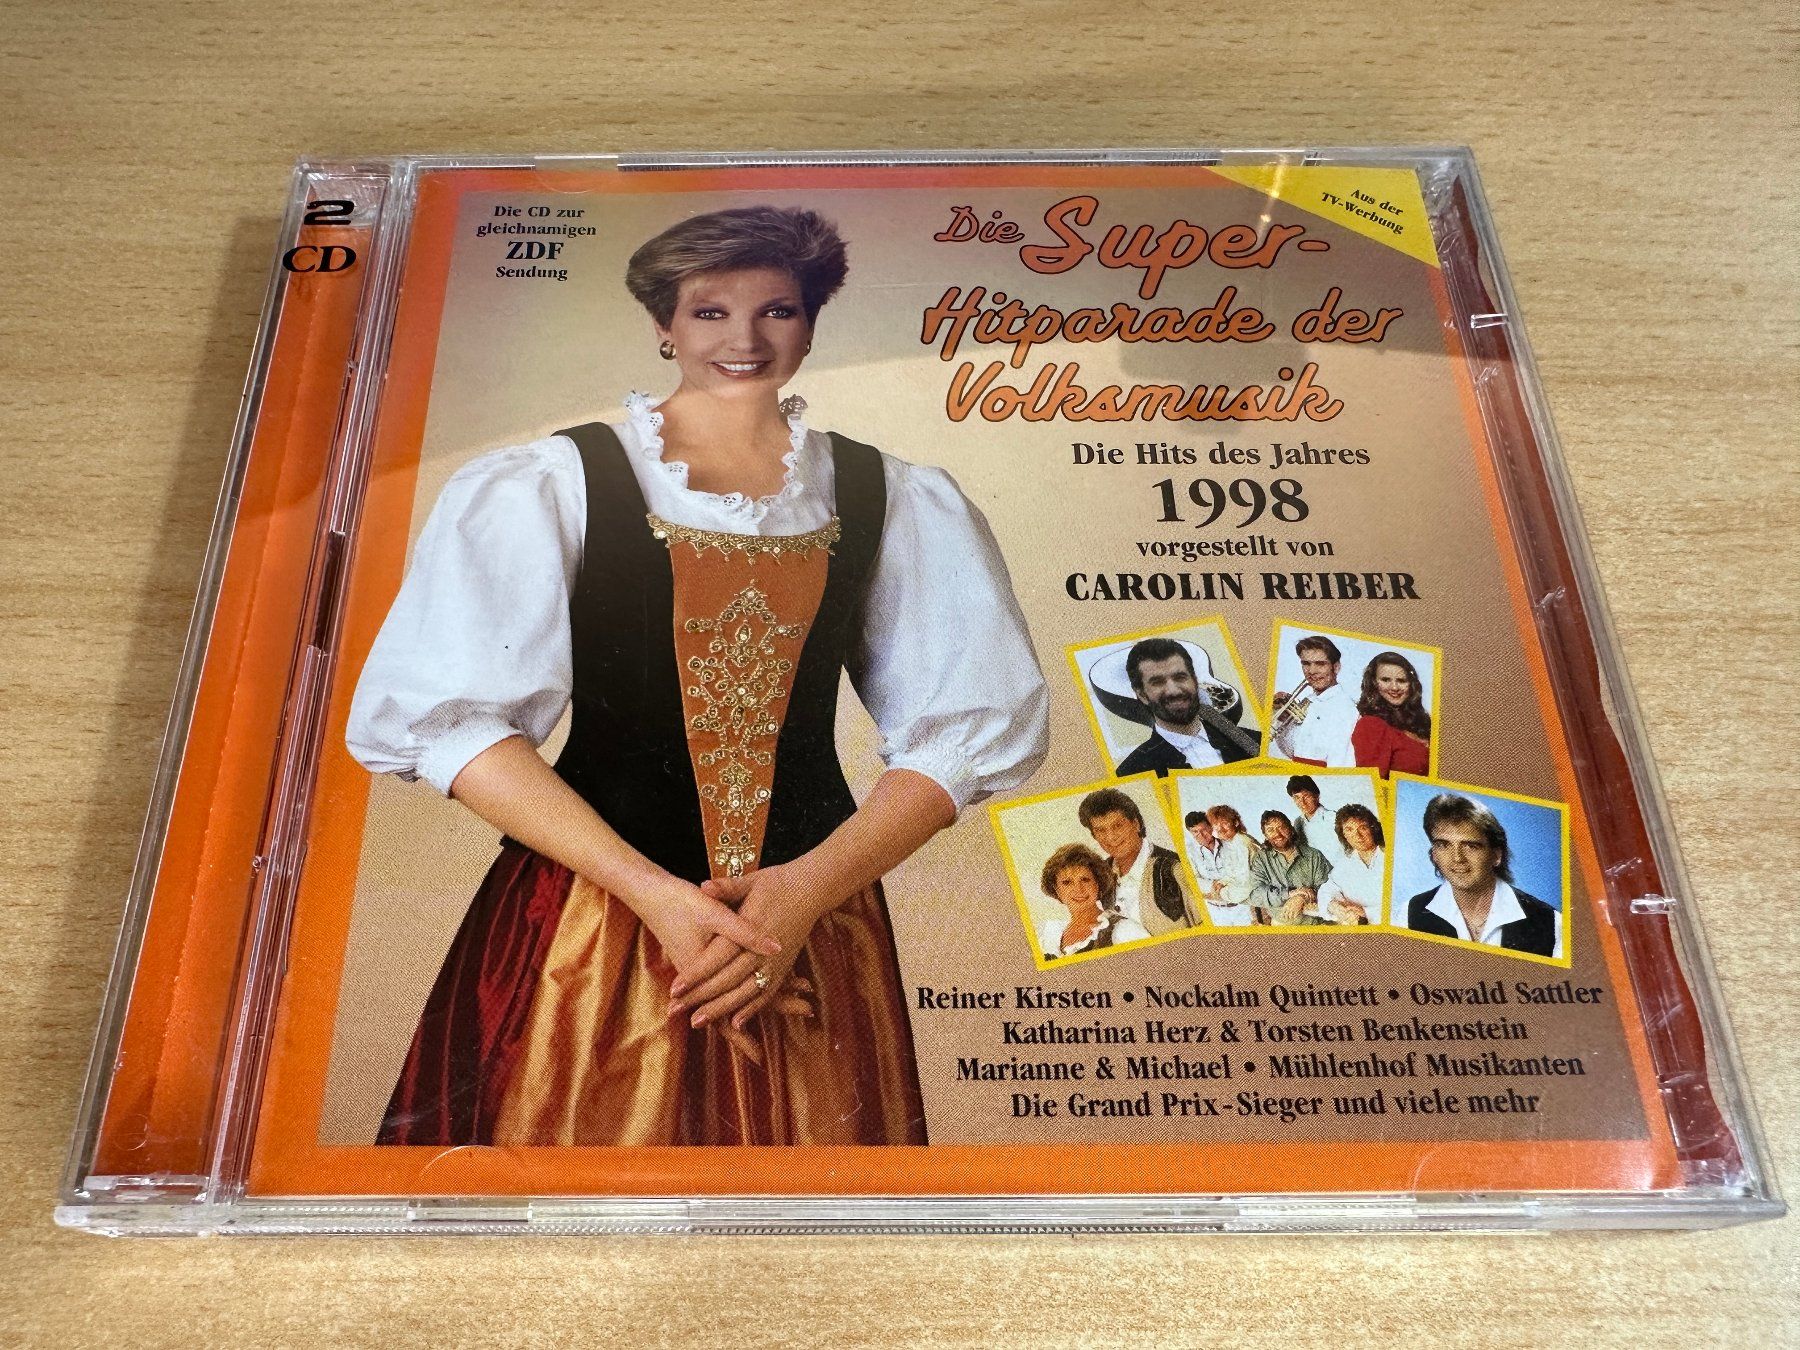 2
CD
Die CD zur
gleichnamigen
ZDF
Sendung
Aus der
TV-Werbung
Die Super-
Hitparade der
Volksmusik
Die Hits des Jahres
1998
vorgestellt von
CAROLIN REIBER
Reiner Kirsten • Nockalm Quintett • Oswald Sattler
Katharina Herz & Torsten Benkenstein
Marianne & Michael • Mühlenhof Musikanten
Die Grand Prix-Sieger und viele mehr